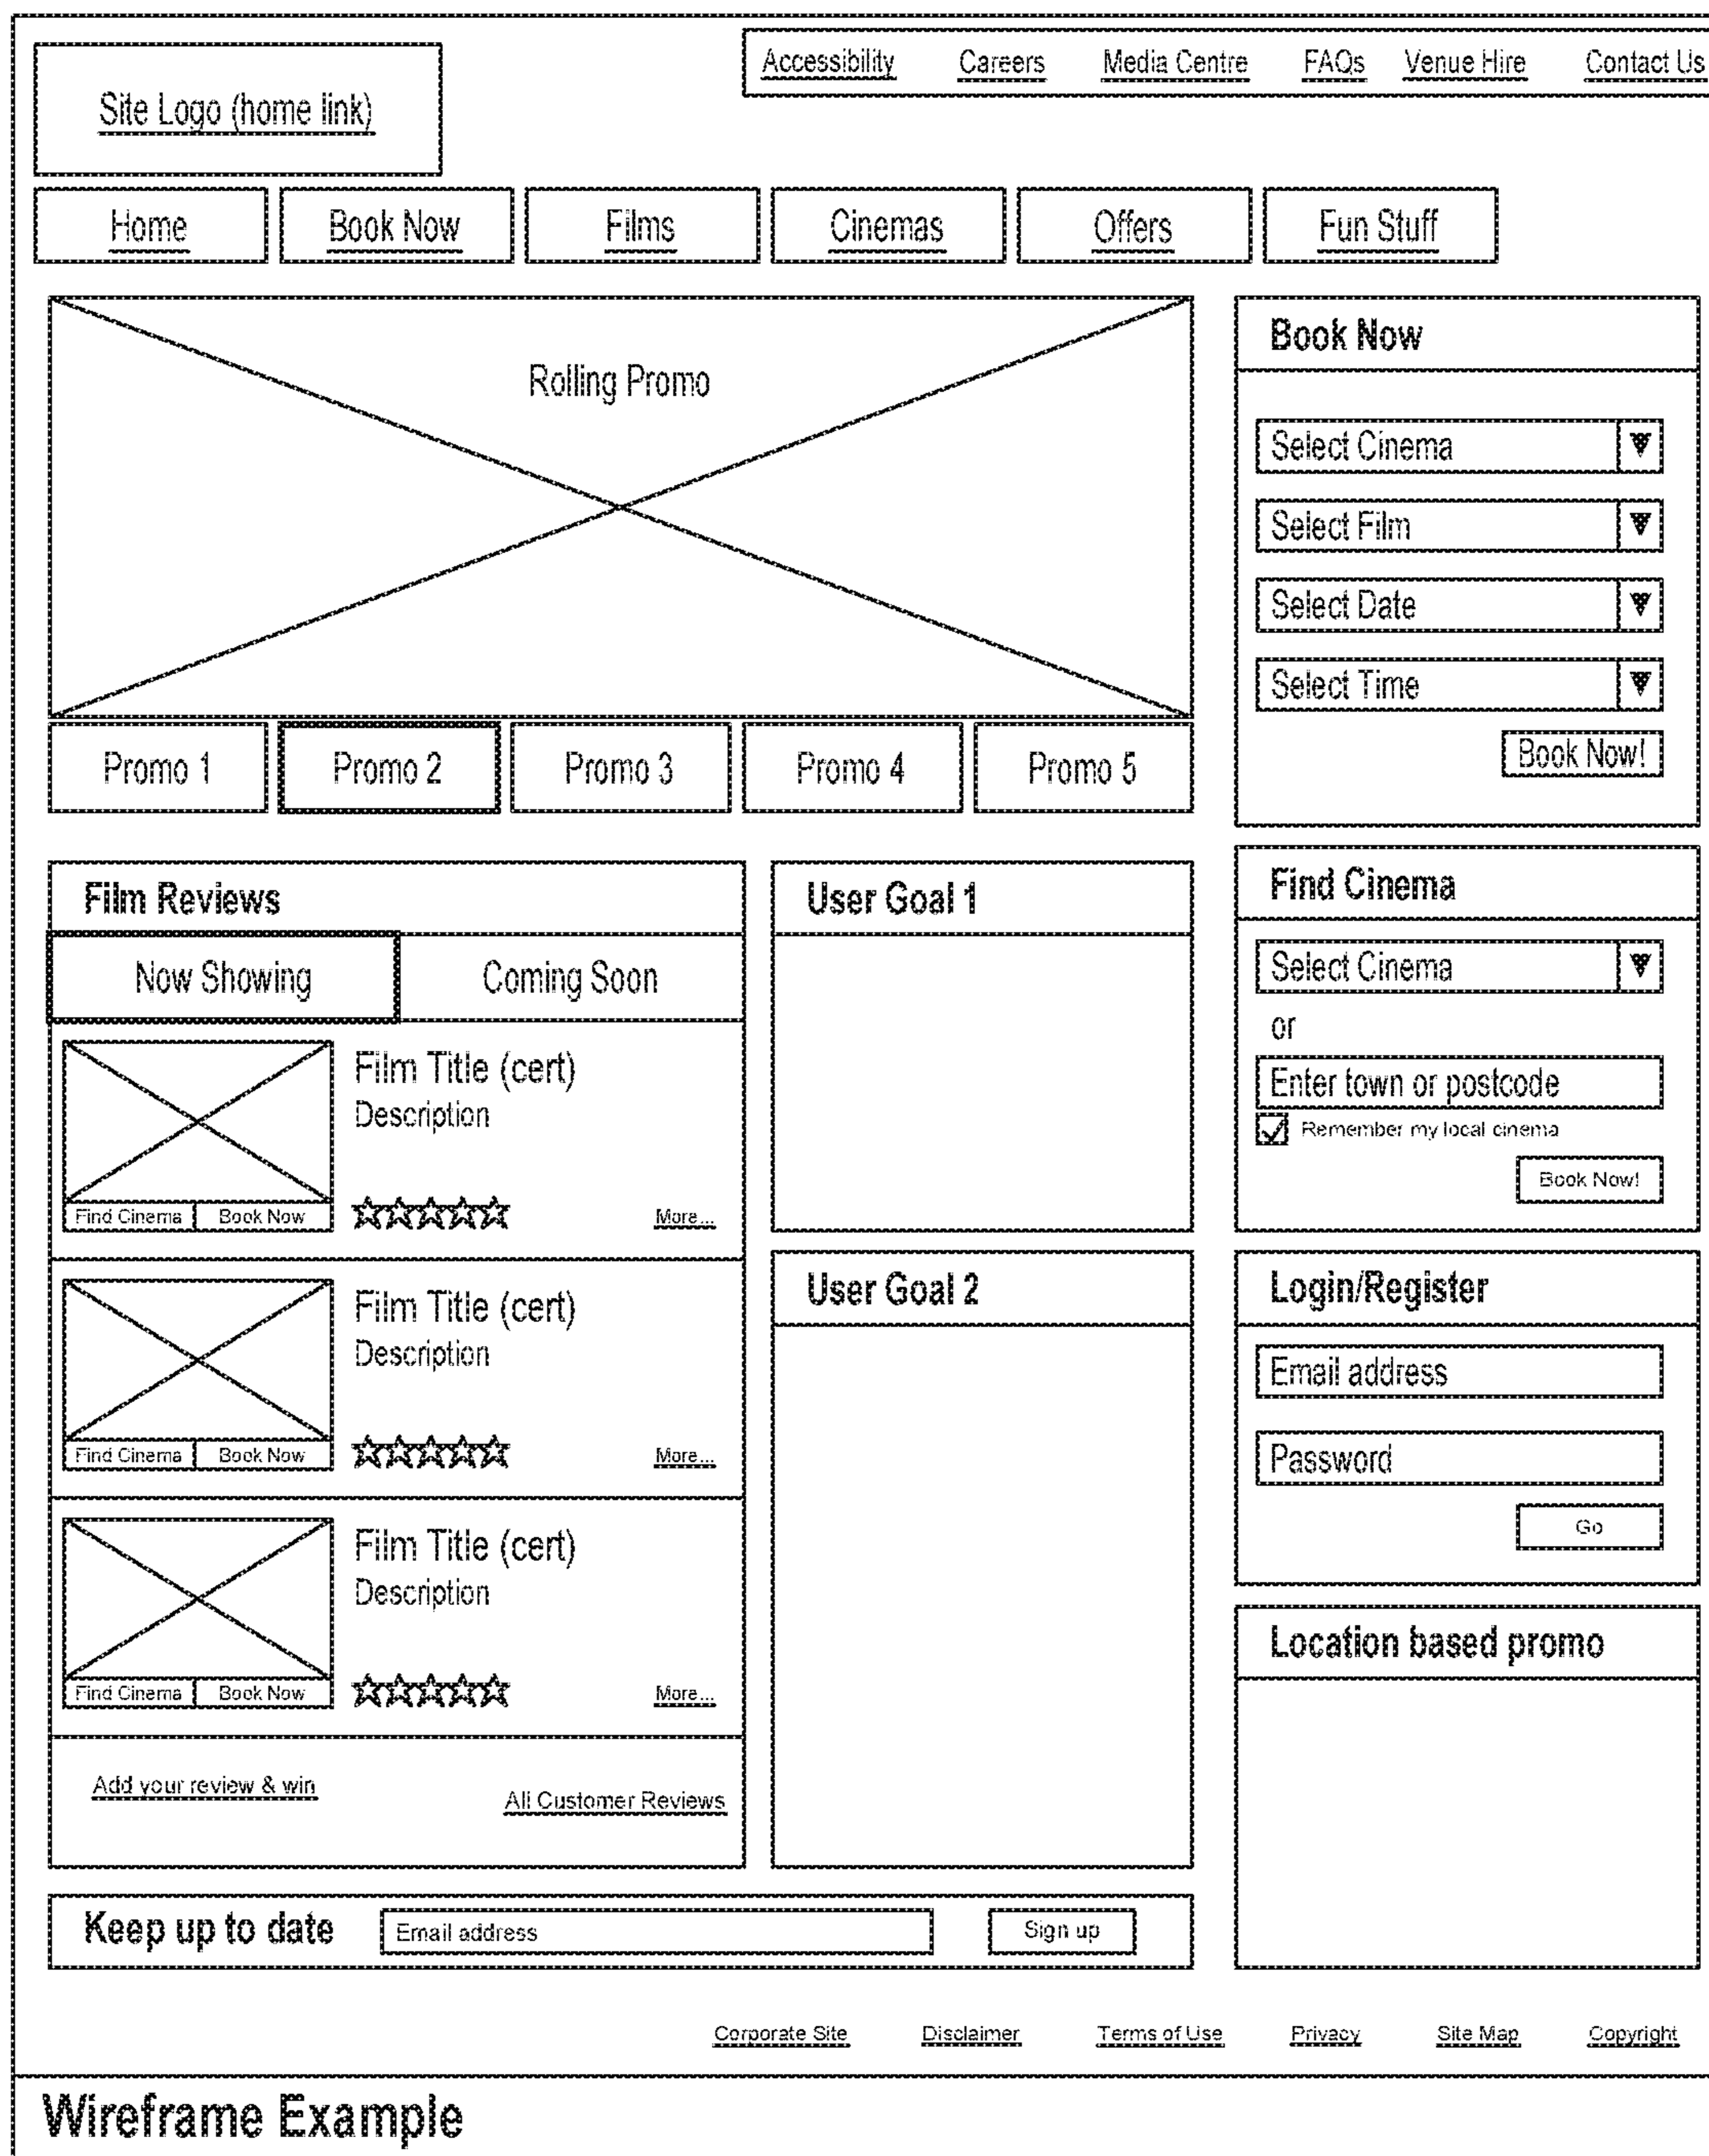 Accessibility Careers Media Centre FAQs Venue Hire Contact Us
Site Logo (home link)
Home Book Now Films Cinemas Offers Fun Stuff
Rolling Promo
Promo 1 Promo 2 Promo 3 Promo 4 Promo 5
Book Now
Select Cinema
Select Film
Select Date
Select Time
Book Now!
Film Reviews
Now Showing Coming Soon
Film Title (cert)
Description
Find Cinema Book Now More...
Film Title (cert)
Description
Find Cinema Book Now More...
Film Title (cert)
Description
Find Cinema Book Now More...
Add your review & win
All Customer Reviews
User Goal 1
User Goal 2
Find Cinema
Select Cinema
or
Enter town or postcode
Remember my local cinema
Book Now!
Login/Register
Email address
Password
Go
Location based promo
Keep up to date Email address Sign up
Corporate Site Disclaimer Terms of Use Privacy Site Map Copyright
Wireframe Example